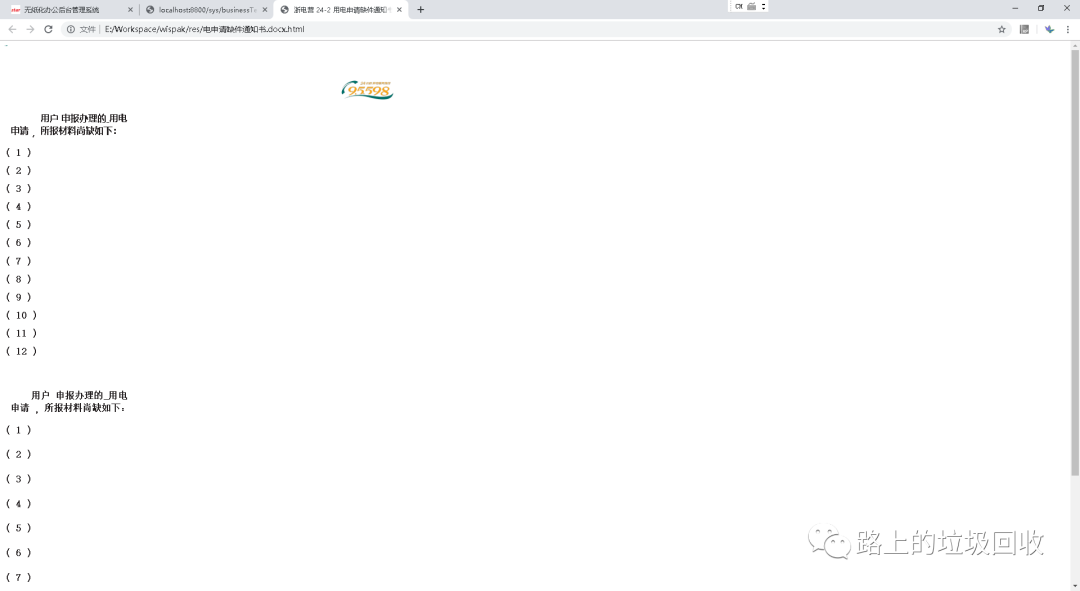 无纸化办公后台管理系统
localhost:8600/sys/businessT
浙电营 24-2 用电申请缺件通知
CH
文件 E:/Workspace/wispak/res/电申请缺件通知书.docx.html
95598
用户 申报办理的_用电
申请 ，所报材料尚缺如下：
( 1 )
( 2 )
( 3 )
( 4 )
( 5 )
( 6 )
( 7 )
( 8 )
( 9 )
( 10 )
( 11 )
( 12 )
用户 申报办理的_用电
申请 ，所报材料尚缺如下：
( 1 )
( 2 )
( 3 )
( 4 )
( 5 )
( 6 )
( 7 )
路上的垃圾回收